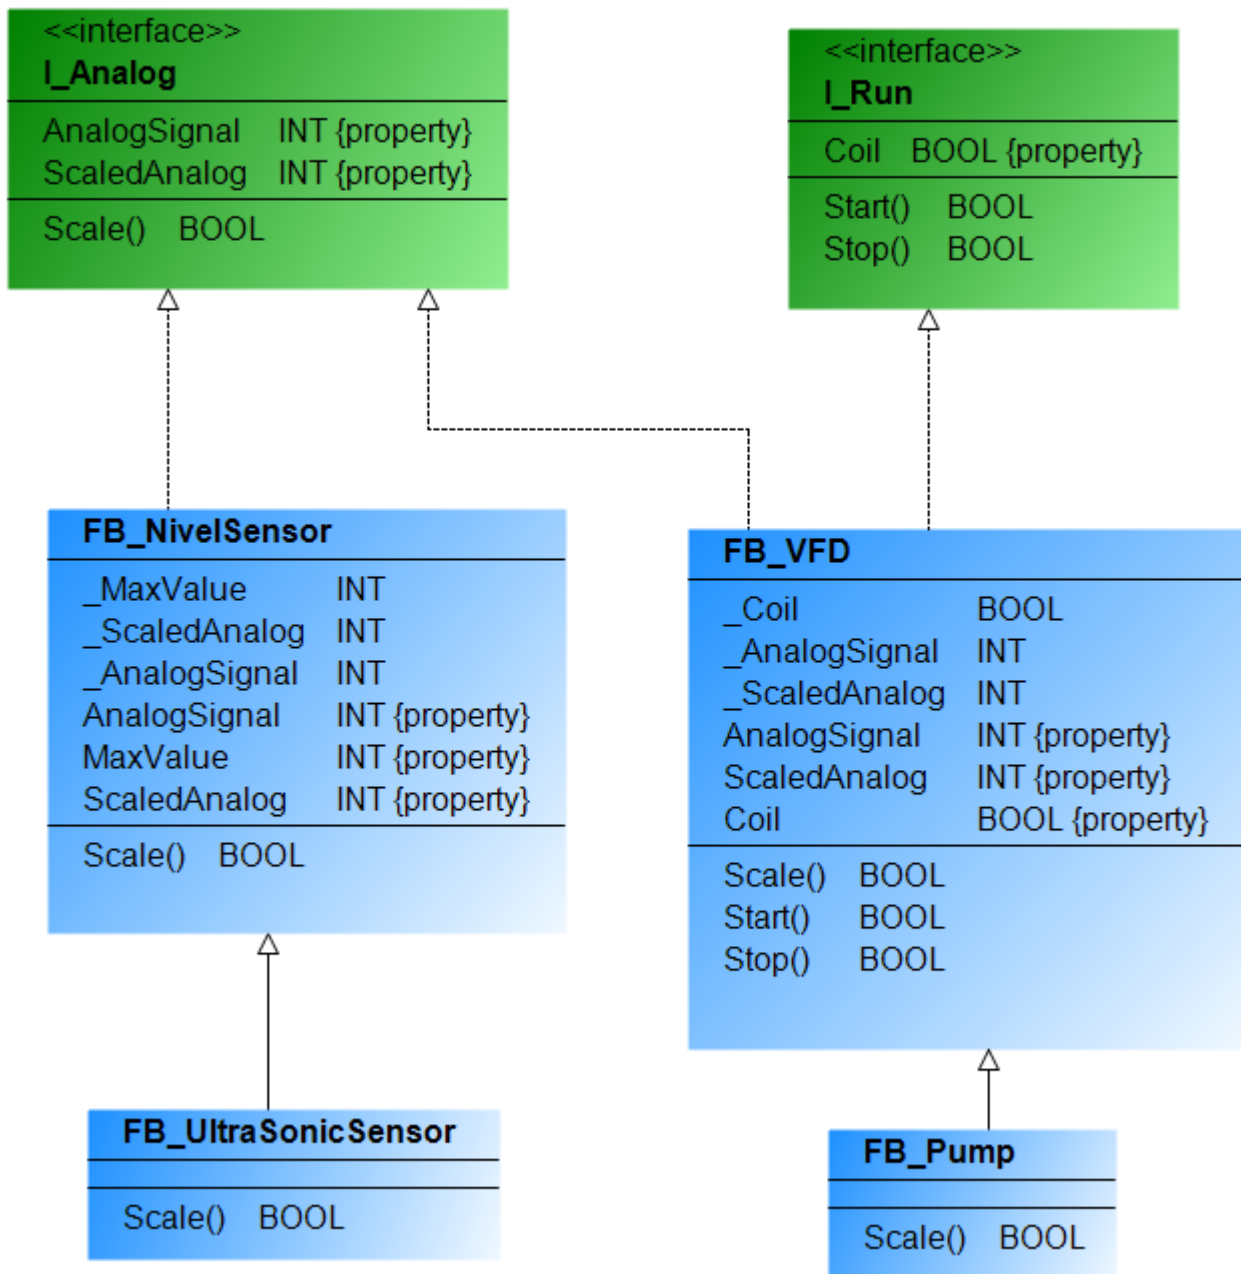 <<interface>>
I_Analog
AnalogSignal INT {property}
ScaledAnalog INT {property}
Scale() BOOL
<<interface>>
I_Run
Coil BOOL {property}
Start() BOOL
Stop() BOOL
FB_NivelSensor
_MaxValue INT
_ScaledAnalog INT
_AnalogSignal INT
AnalogSignal INT {property}
MaxValue INT {property}
ScaledAnalog INT {property}
Scale() BOOL
FB_VFD
_Coil BOOL
_AnalogSignal INT
_ScaledAnalog INT
AnalogSignal INT {property}
ScaledAnalog INT {property}
Coil BOOL {property}
Scale() BOOL
Start() BOOL
Stop() BOOL
FB_UltraSonicSensor
Scale() BOOL
FB_Pump
Scale() BOOL